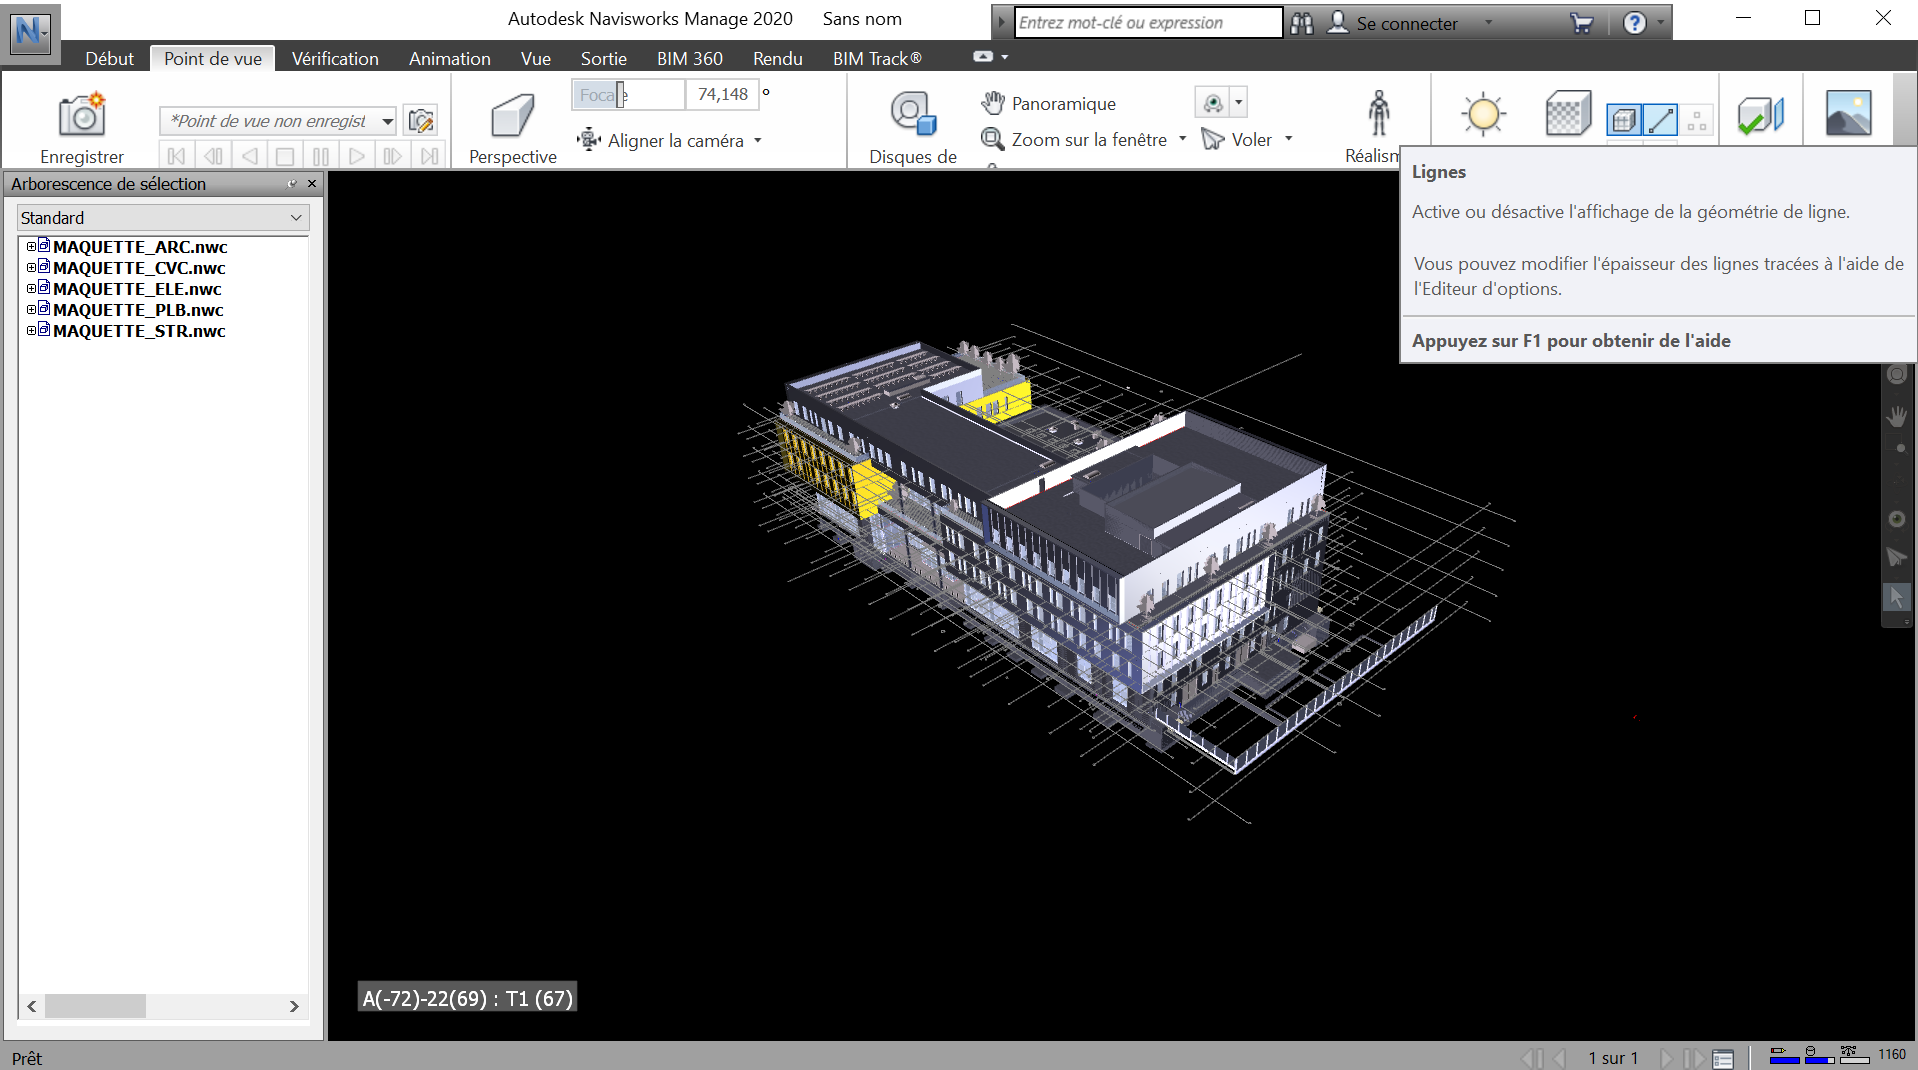 Autodesk Navisworks Manage 2020 Sans nom
Entrez mot-clé ou expression
Se connecter
Début Point de vue Vérification Animation Vue Sortie BIM 360 Rendu BIM Track®
Enregistrer
*Point de vue non enregist
Perspective
Focale
74,148 °
Aligner la caméra
Disques de
Panoramique
Zoom sur la fenêtre
Voler
Réalism
Lignes
Active ou désactive l'affichage de la géométrie de ligne.
Vous pouvez modifier l'épaisseur des lignes tracées à l'aide de
l'Editeur d'options.
Appuyez sur F1 pour obtenir de l'aide
Arborescence de sélection
Standard
MAQUETTE_ARC.nwc
MAQUETTE_CVC.nwc
MAQUETTE_ELE.nwc
MAQUETTE_PLB.nwc
MAQUETTE_STR.nwc
A(-72)-22(69) : T1 (67)
Prêt
1 sur 1
1160